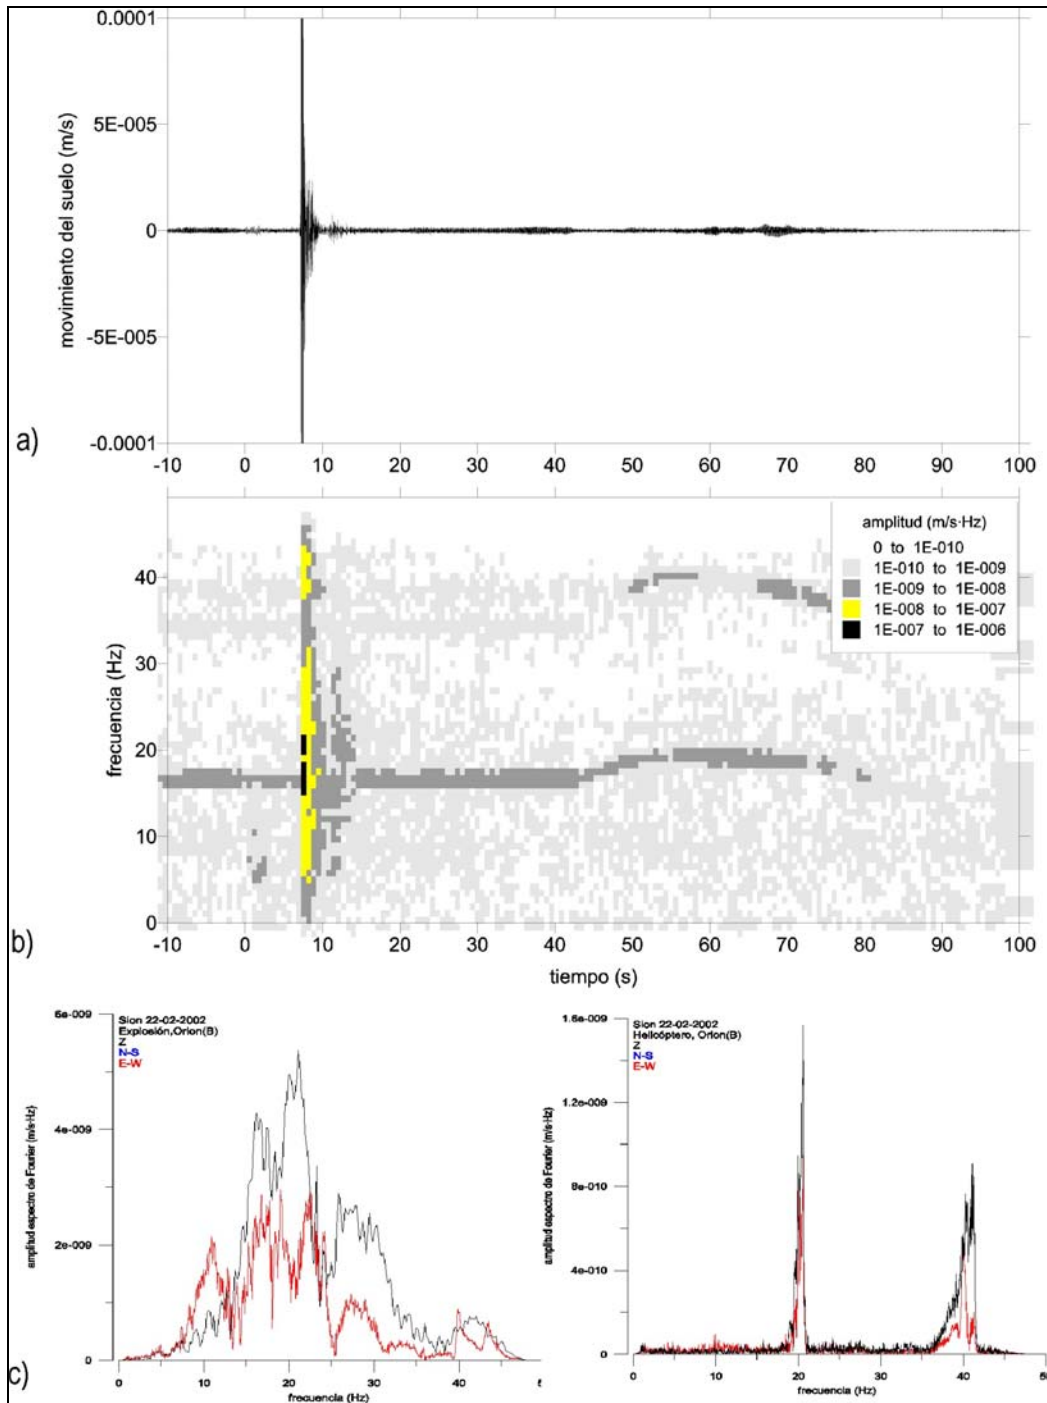 0.0001
5E-005
0
-5E-005
-0.0001
movimiento del suelo (m/s)
a)
-10 0 10 20 30 40 50 60 70 80 90 100
amplitud (m/s·Hz)
0 to 1E-010
1E-010 to 1E-009
1E-009 to 1E-008
1E-008 to 1E-007
1E-007 to 1E-006
40
30
20
10
0
frecuencia (Hz)
b)
-10 0 10 20 30 40 50 60 70 80 90 100
tiempo (s)
6e-009
4e-009
2e-009
0
amplitud espectro de Fourier (m/s·Hz)
Sion 22-02-2002
Explosión,Orion(B)
Z
N-S
E-W
0 10 20 30 40 5
frecuencia (Hz)
1.6e-009
1.2e-009
8e-010
4e-010
0
amplitud espectro de Fourier (m/s·Hz)
Sion 22-02-2002
Helicóptero, Orion(B)
Z
N-S
E-W
0 10 20 30 40 50
frecuencia (Hz)
c)